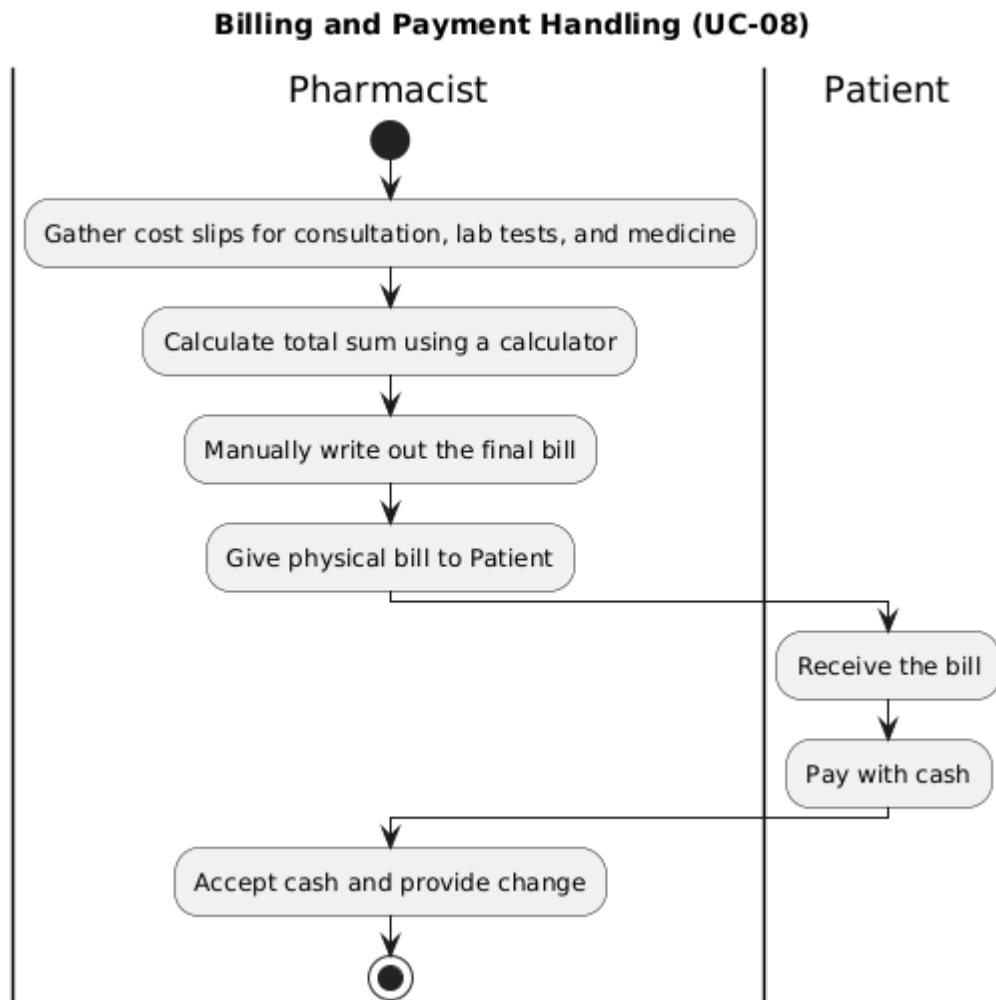 Billing and Payment Handling (UC-08)
Pharmacist
Patient
Gather cost slips for consultation, lab tests, and medicine
Calculate total sum using a calculator
Manually write out the final bill
Give physical bill to Patient
Receive the bill
Pay with cash
Accept cash and provide change